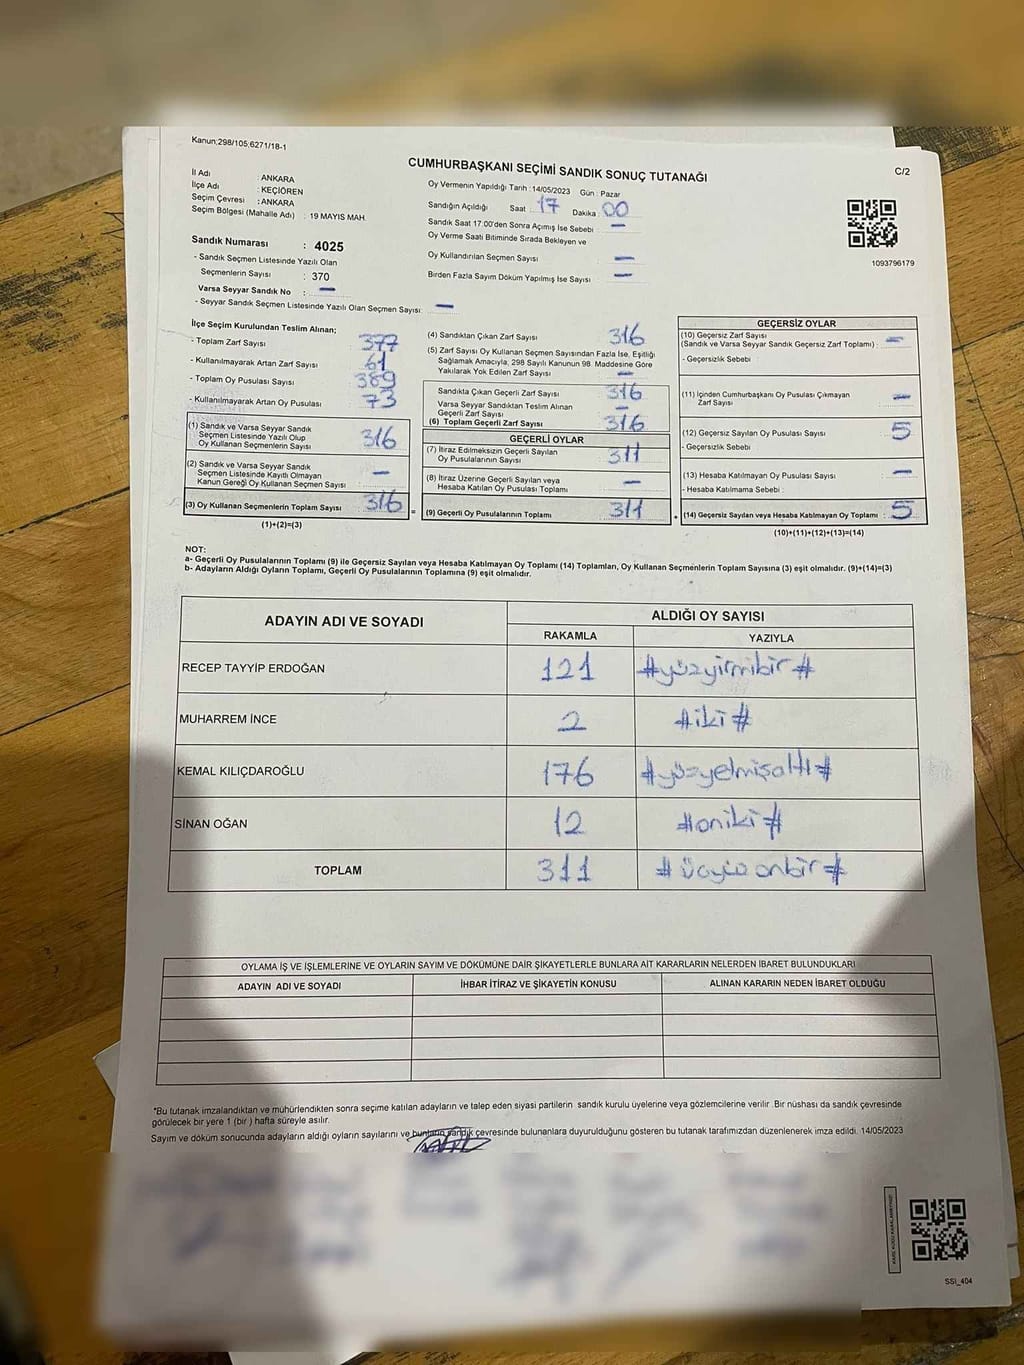 Kanun;298/105;6271/18-1
CUMHURBAŞKANI SEÇİMİ SANDIK SONUÇ TUTANAĞI
C/2
İl Adı : ANKARA
İlçe Adı : KEÇİÖREN
Seçim Çevresi : ANKARA
Seçim Bölgesi (Mahalle Adı) : 19 MAYIS MAH.
Oy Vermenin Yapıldığı Tarih :14/05/2023 Gün : Pazar
Sandığın Açıldığı Saat : 17 Dakika : 00
Sandık Saat 17.00'den Sonra Açılmış İse Sebebi : —
Oy Verme Saati Bitiminde Sırada Bekleyen ve
Oy Kullandırılan Seçmen Sayısı —
Birden Fazla Sayım Döküm Yapılmış İse Sayısı : —
1093796179
Sandık Numarası : 4025
- Sandık Seçmen Listesinde Yazılı Olan
Seçmenlerin Sayısı : 370
Varsa Seyyar Sandık No : —
- Seyyar Sandık Seçmen Listesinde Yazılı Olan Seçmen Sayısı: —
İlçe Seçim Kurulundan Teslim Alınan;
- Toplam Zarf Sayısı 377
- Kullanılmayarak Artan Zarf Sayısı 61
- Toplam Oy Pusulası Sayısı 389
- Kullanılmayarak Artan Oy Pusulası 73
(1) Sandık ve Varsa Seyyar Sandık
Seçmen Listesinde Yazılı Olup
Oy Kullanan Seçmenlerin Sayısı 316
(2) Sandık ve Varsa Seyyar Sandık
Seçmen Listesinde Kayıtlı Olmayan
Kanun Gereği Oy Kullanan Seçmen Sayısı —
(3) Oy Kullanan Seçmenlerin Toplam Sayısı 316
(1)+(2)=(3)
(4) Sandıktan Çıkan Zarf Sayısı 316
(5) Zarf Sayısı Oy Kullanan Seçmen Sayısından Fazla İse, Eşitliği
Sağlamak Amacıyla, 298 Sayılı Kanunun 98. Maddesine Göre
Yakılarak Yok Edilen Zarf Sayısı —
Sandıkta Çıkan Geçerli Zarf Sayısı 316
Varsa Seyyar Sandıktan Teslim Alınan
Geçerli Zarf Sayısı —
(6) Toplam Geçerli Zarf Sayısı 316
GEÇERLİ OYLAR
(7) İtiraz Edilmeksizin Geçerli Sayılan
Oy Pusulalarının Sayısı 311
(8) İtiraz Üzerine Geçerli Sayılan veya
Hesaba Katılan Oy Pusulası Toplamı —
= (9) Geçerli Oy Pusulalarının Toplamı 311
GEÇERSİZ OYLAR
(10) Geçersiz Zarf Sayısı
(Sandık ve Varsa Seyyar Sandık Geçersiz Zarf Toplamı) : —
- Geçersizlik Sebebi
(11) İçinden Cumhurbaşkanı Oy Pusulası Çıkmayan
Zarf Sayısı —
(12) Geçersiz Sayılan Oy Pusulası Sayısı 5
- Geçersizlik Sebebi
(13) Hesaba Katılmayan Oy Pusulası Sayısı —
- Hesaba Katılmama Sebebi :
+ (14) Geçersiz Sayılan veya Hesaba Katılmayan Oy Toplamı : 5
(10)+(11)+(12)+(13)=(14)
NOT:
a- Geçerli Oy Pusulalarının Toplamı (9) ile Geçersiz Sayılan veya Hesaba Katılmayan Oy Toplamı (14) Toplamları, Oy Kullanan Seçmenlerin Toplam Sayısına (3) eşit olmalıdır. (9)+(14)=(3)
b- Adayların Aldığı Oyların Toplamı, Geçerli Oy Pusulalarının Toplamına (9) eşit olmalıdır.
ADAYIN ADI VE SOYADI ALDIĞI OY SAYISI
RAKAMLA YAZIYLA
RECEP TAYYİP ERDOĞAN 121 #yüzyirmibir#
MUHARREM İNCE 2 #iki#
KEMAL KILIÇDAROĞLU 176 #yüzyetmişaltı#
SİNAN OĞAN 12 #oniki#
TOPLAM 311 #üçyüzonbir#
OYLAMA İŞ VE İŞLEMLERİNE VE OYLARIN SAYIM VE DÖKÜMÜNE DAİR ŞİKAYETLERLE BUNLARA AİT KARARLARIN NELERDEN İBARET BULUNDUKLARI
ADAYIN ADI VE SOYADI İHBAR İTİRAZ VE ŞİKAYETİN KONUSU ALINAN KARARIN NEDEN İBARET OLDUĞU
*Bu tutanak imzalandıktan ve mühürlendikten sonra seçime katılan adayların ve talep eden siyasi partilerin sandık kurulu üyelerine veya gözlemcilerine verilir .Bir nüshası da sandık çevresinde
görülecek bir yere 1 (bir ) hafta süreyle asılır.
Sayım ve döküm sonucunda adayların aldığı oyların sayılarını ve bunların sandık çevresinde bulunanlara duyurulduğunu gösteren bu tutanak tarafımızdan düzenlenerek imza edildi. 14/05/2023
SSİ_404